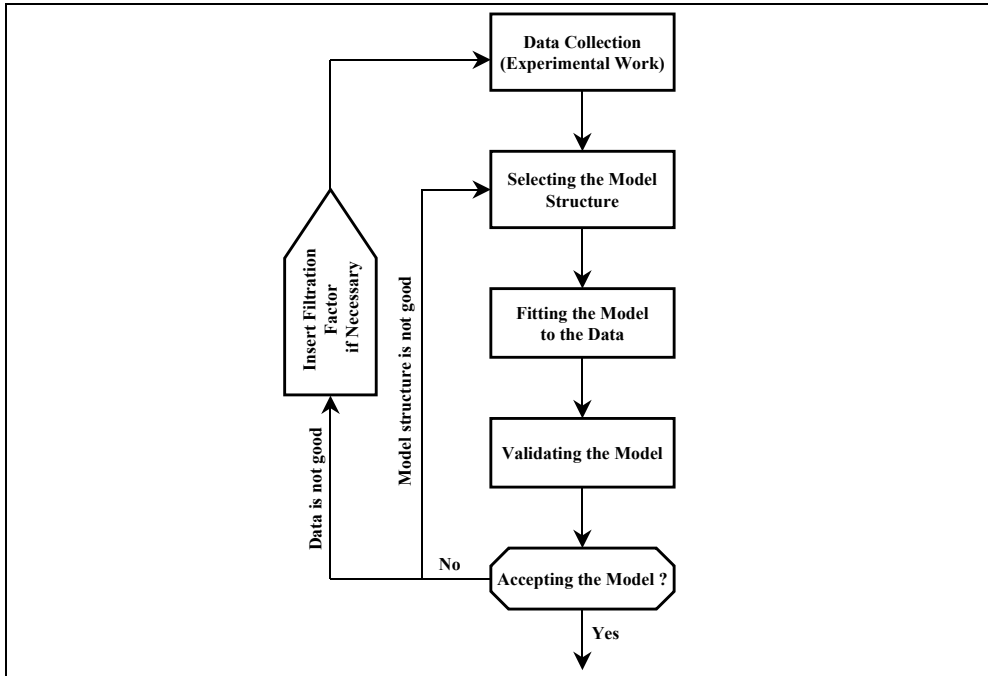 Data Collection
(Experimental Work)
Selecting the Model
Structure
Fitting the Model
to the Data
Validating the Model
Accepting the Model ?
Yes
No
Model structure is not good
Data is not good
Insert Filtration
Factor
if Necessary